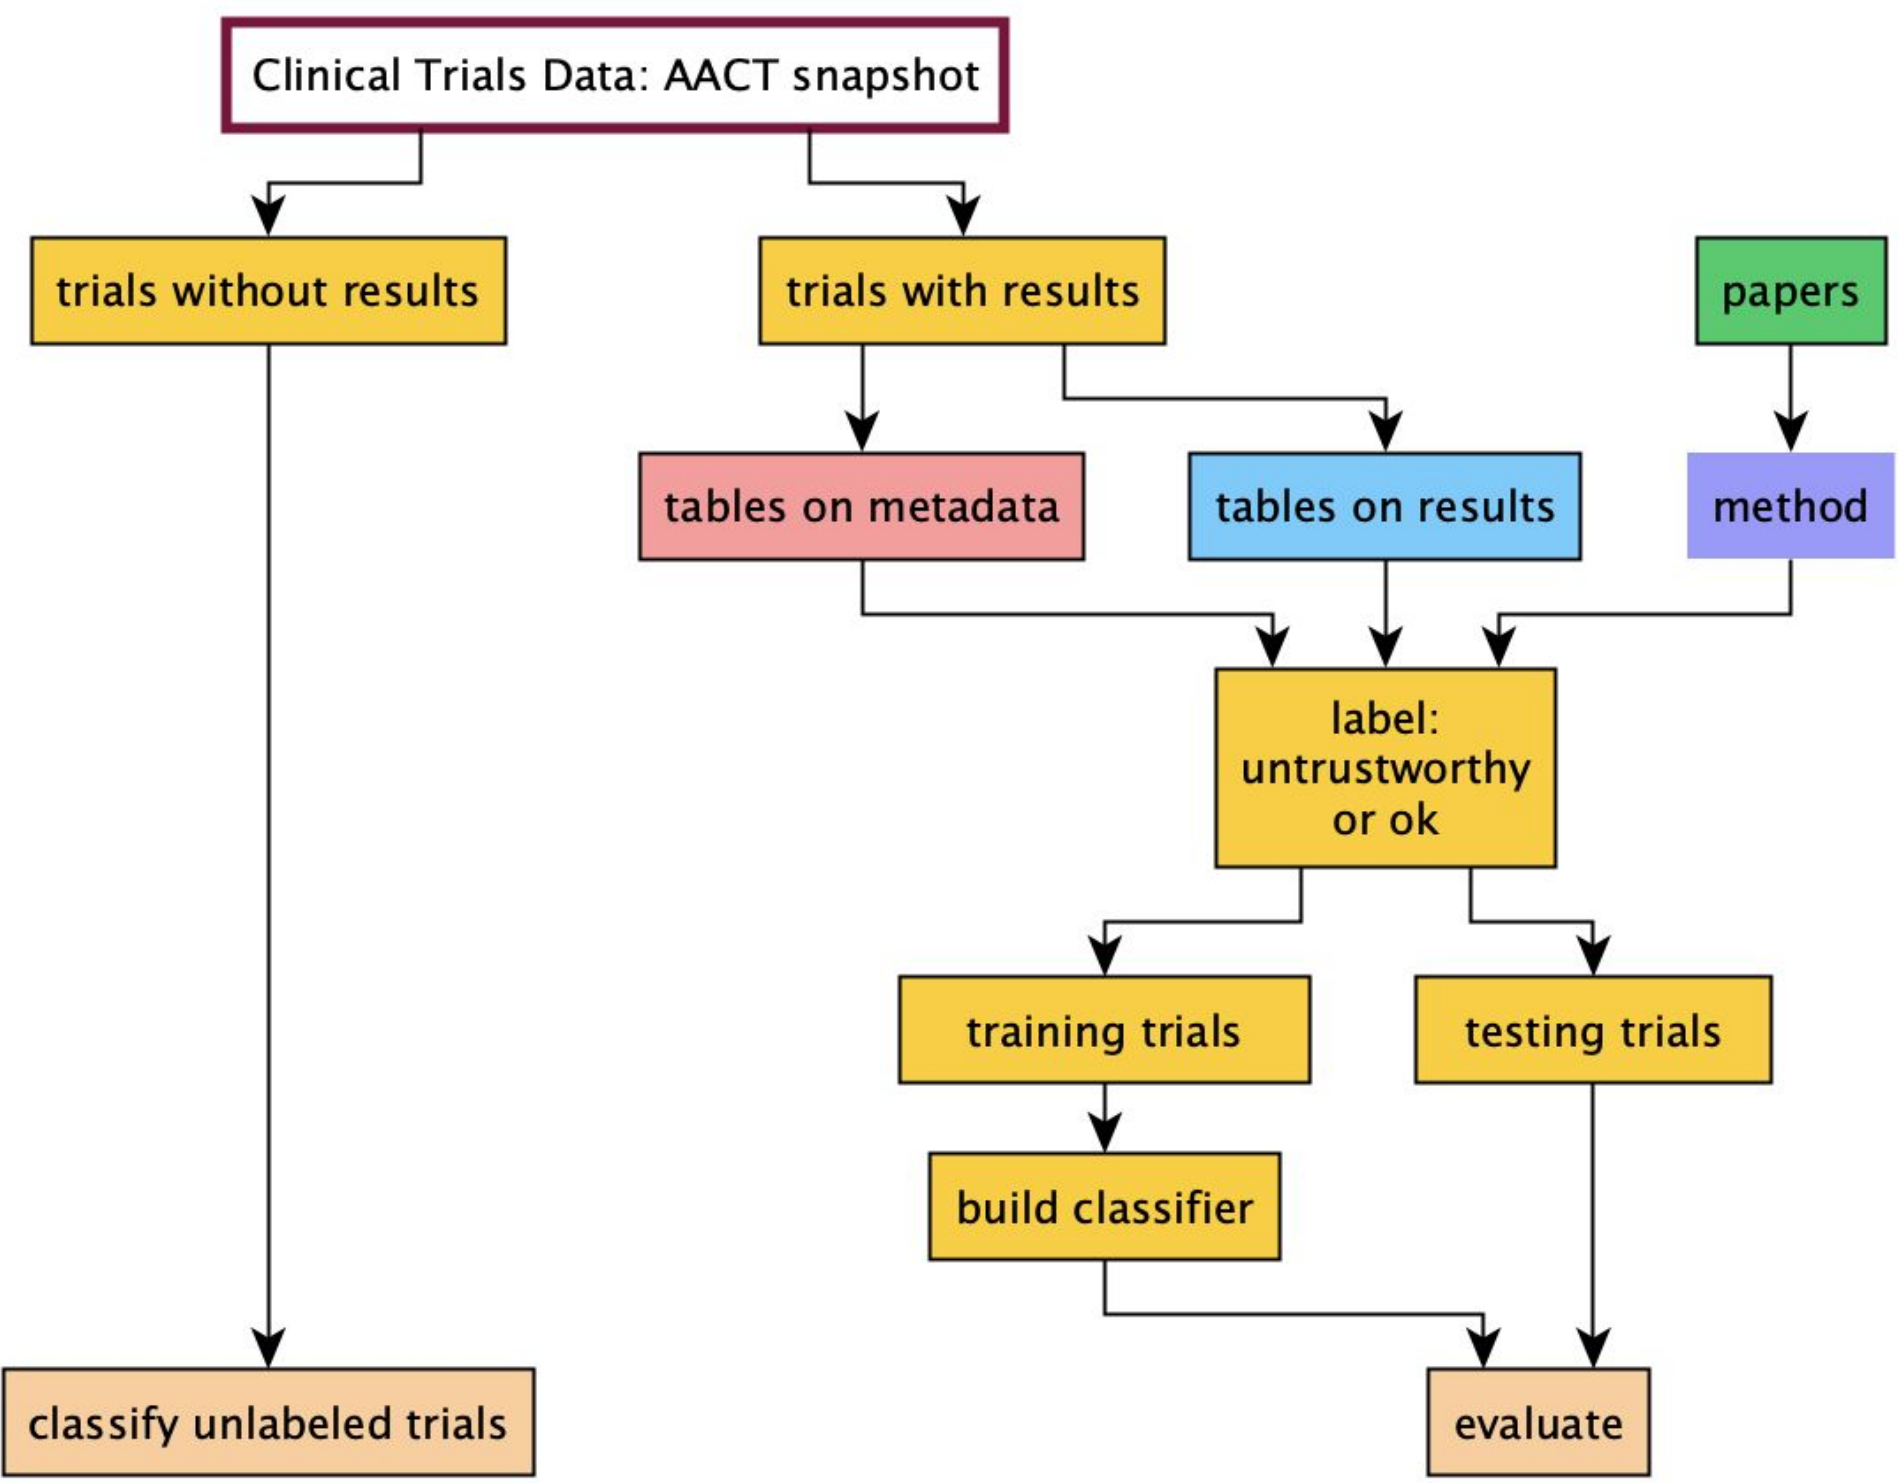 Clinical Trials Data: AACT snapshot
trials without results
trials with results
papers
tables on metadata
tables on results
method
label:
untrustworthy
or ok
training trials
testing trials
build classifier
classify unlabeled trials
evaluate